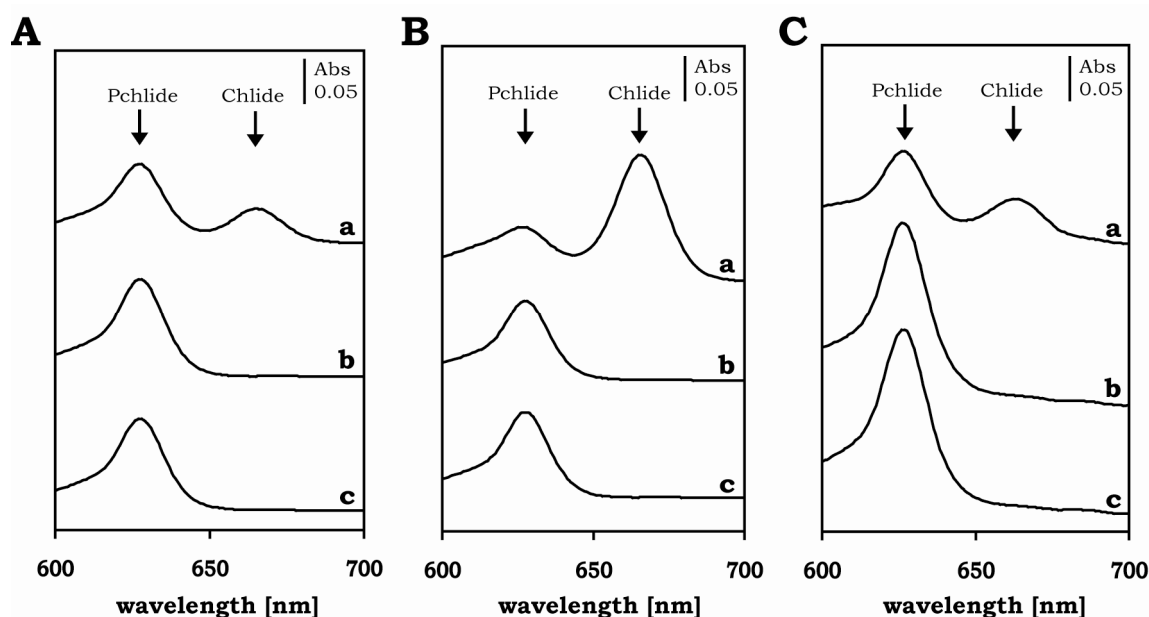 A
Abs
0.05
Pchlide Chlide
a
b
c
600 650 700
wavelength [nm]
B
Abs
0.05
Pchlide Chlide
a
b
c
600 650 700
wavelength [nm]
C
Abs
0.05
Pchlide Chlide
a
b
c
600 650 700
wavelength [nm]